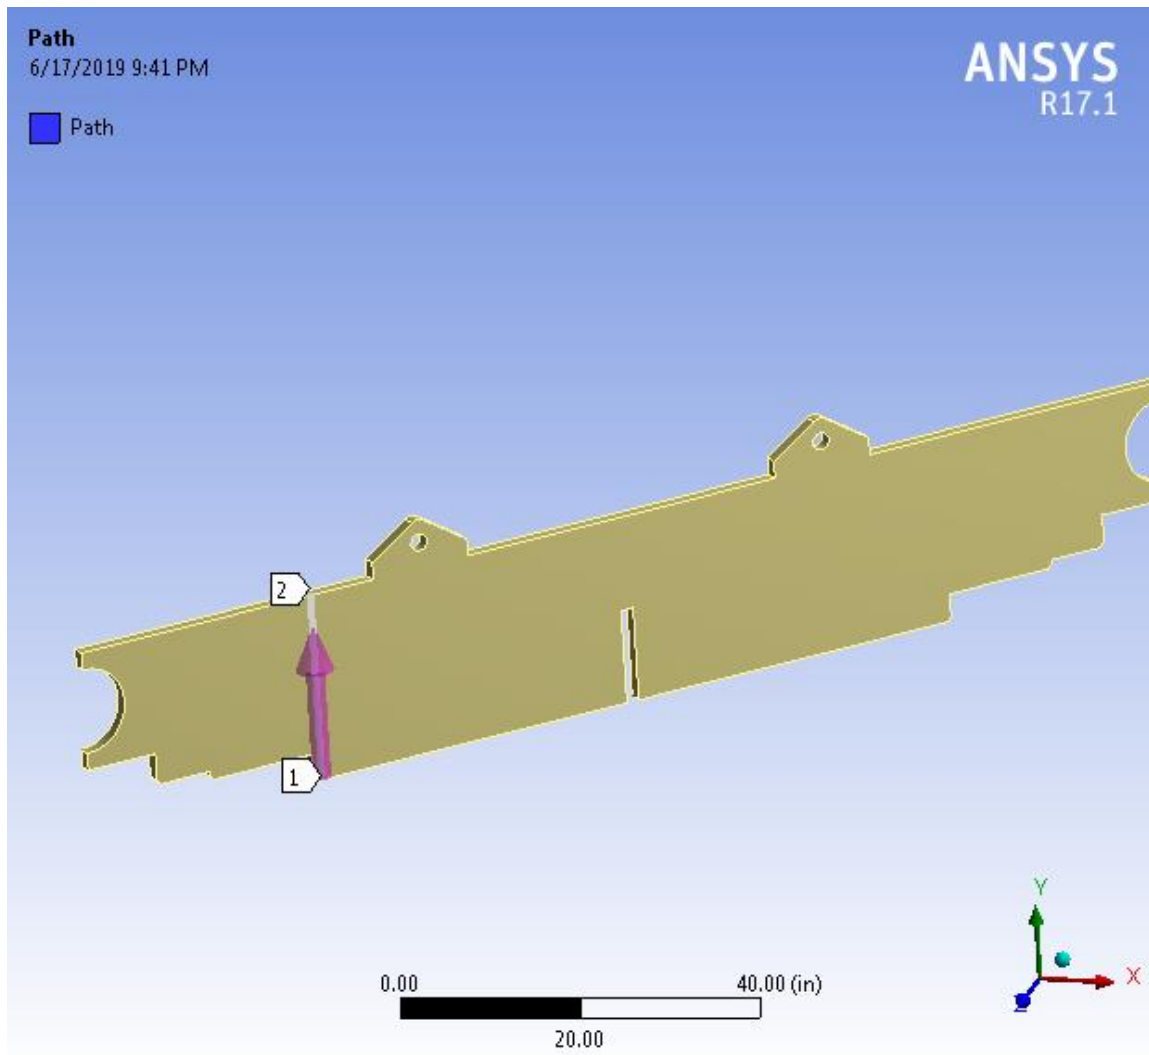 Path
6/17/2019 9:41 PM
Path
ANSYS
R17.1
2
1
0.00
40.00 (in)
20.00
Y
X
Z